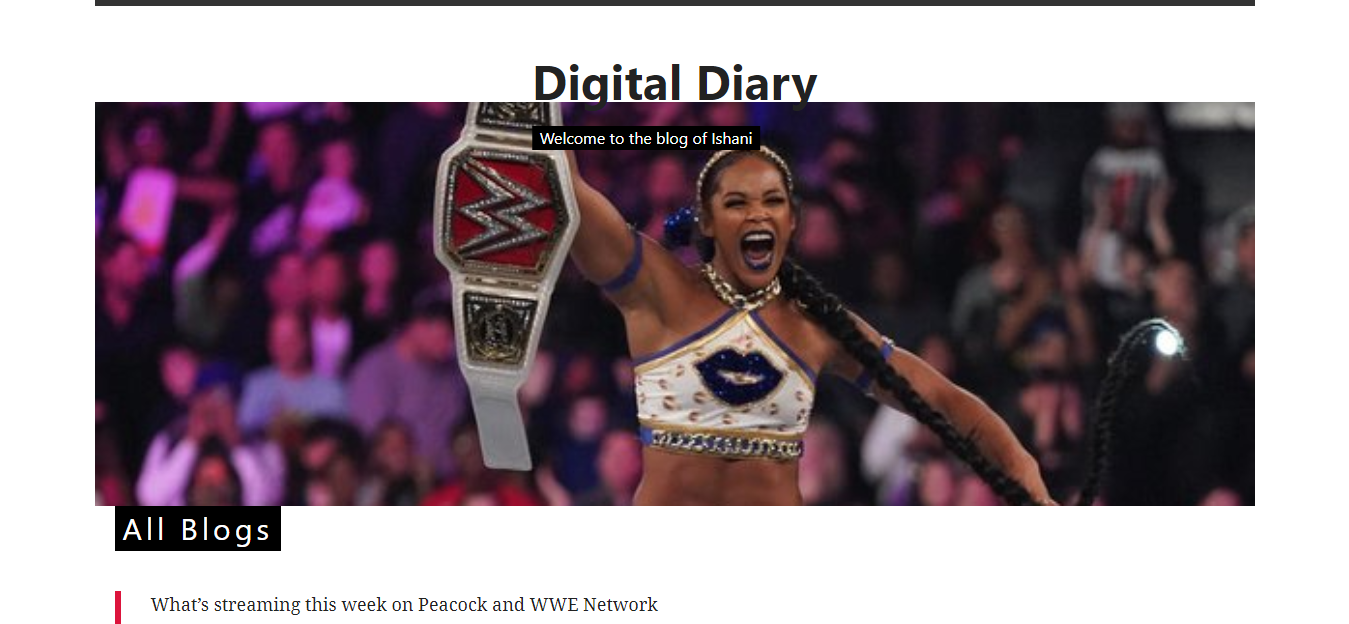 Digital Diary
Welcome to the blog of Ishani
All Blogs
What’s streaming this week on Peacock and WWE Network